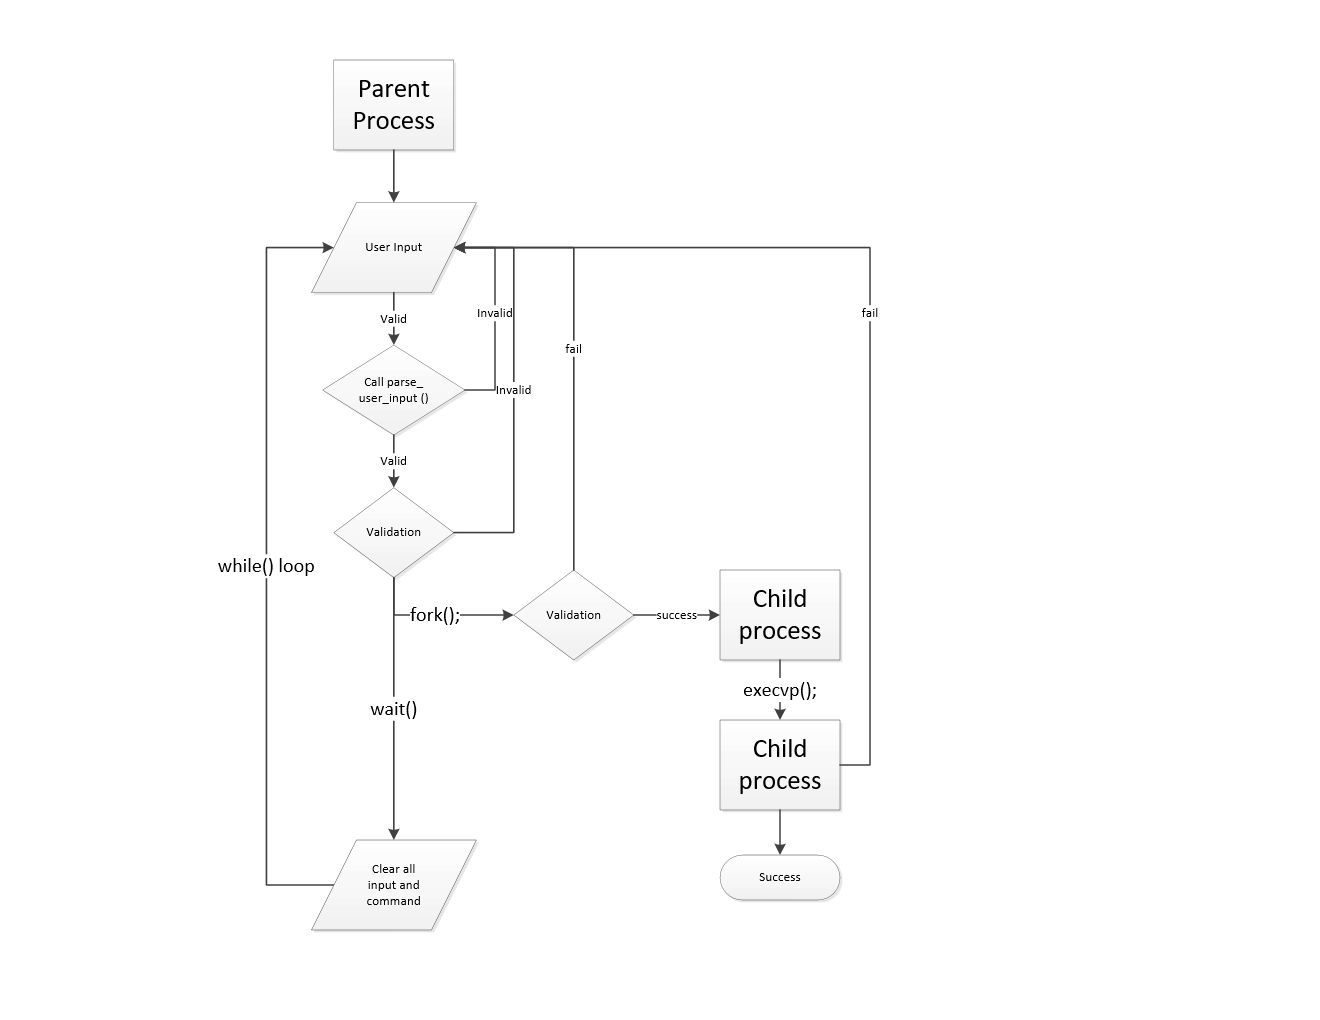 Parent
Process
User Input
Valid
Invalid
fail
fail
Call parse_
user_input ()
Invalid
Valid
Validation
while() loop
fork();
Validation
success
Child
process
execvp();
wait()
Child
process
Clear all
input and
command
Success